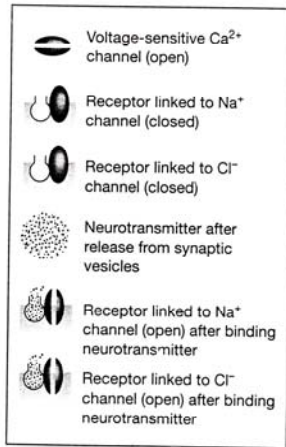 Voltage-sensitive Ca²⁺
channel (open)
Receptor linked to Na⁺
channel (closed)
Receptor linked to Cl⁻
channel (closed)
Neurotransmitter after
release from synaptic
vesicles
Receptor linked to Na⁺
channel (open) after binding
neurotransmitter
Receptor linked to Cl⁻
channel (open) after binding
neurotransmitter